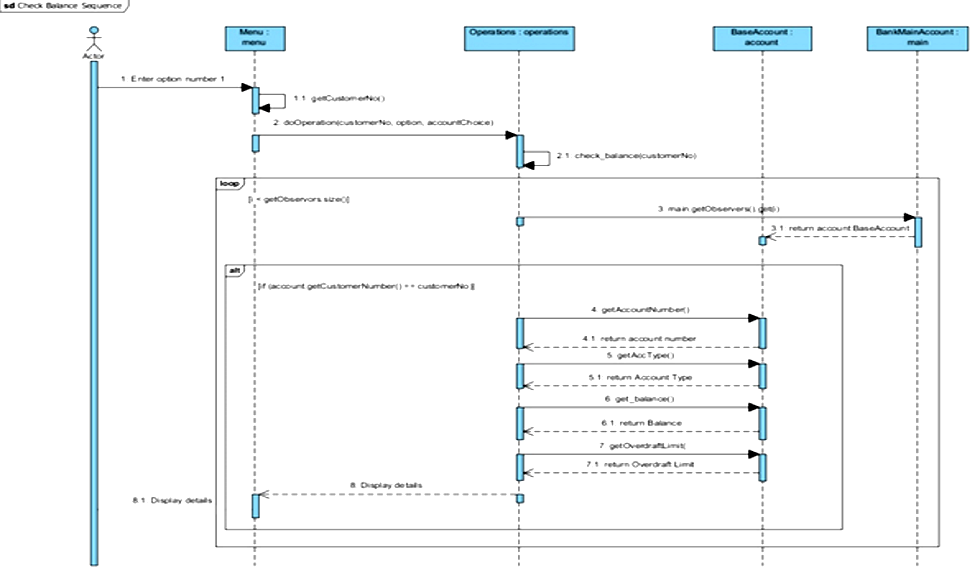 sd Check Balance Sequence
Actor
Menu :
menu
Operations : operations
BaseAccount :
account
BankMainAccount :
main
1 Enter option number 1
1.1 getCustomerNo()
2 doOperation(customerNo, option, accountChoice)
2.1 check_balance(customerNo)
loop
[i < getObservors.size()]
3 main.getObservers().get(i)
3.1 return account BaseAccount
alt
[if (account.getCustomerNumber() == customerNo)]
4. getAccountNumber()
4.1 return account number
5. getAccType()
5.1 return Account Type
6. get_balance()
6.1 return Balance
7. getOverdraftLimit(
7.1 return Overdraft Limit
8. Display details
8.1 Display details